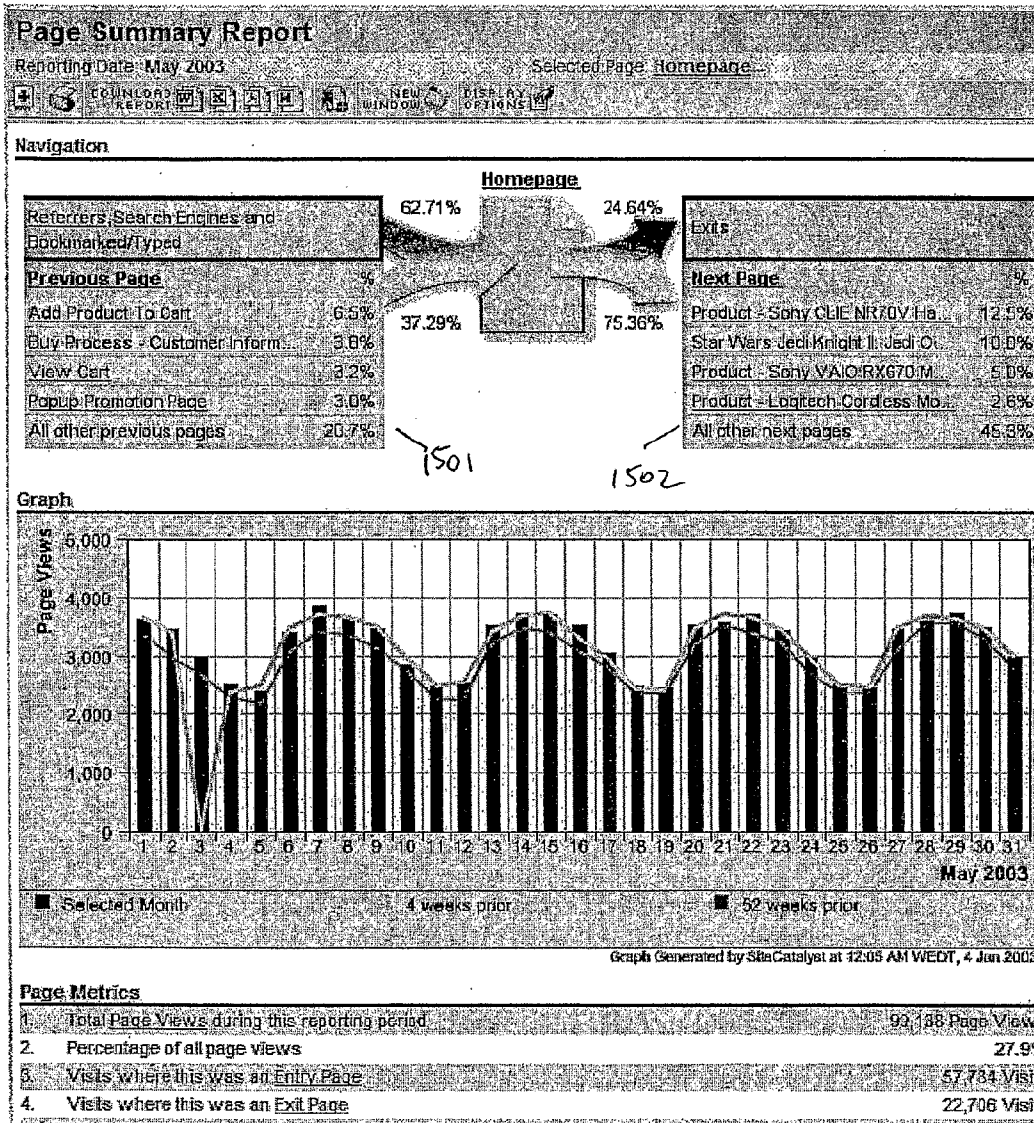 Page Summary Report
Reporting Date: May 2003 Selected Page: Homepage...
DOWNLOAD REPORT NEW WINDOW DISPLAY OPTIONS
Navigation
Homepage
Referrers, Search Engines and Bookmarked/Typed
62.71%
24.64%
Exits
Previous Page %
Add Product To Cart 6.5%
Buy Process - Customer Inform...
View Cart 3.2%
Popup Promotion Page 3.0%
All other previous pages 20.7%
37.29%
75.36%
Next Page %
Product - Sony CLIE NR70V Ha... 12.5%
Star Wars Jedi Knight II: Jedi O... 10.0%
Product - Sony VAIO RX670 M... 5.0%
Product - Logitech Cordless Mo... 2.6%
All other next pages 45.3%
1501
1502
Graph
Page Views
5,000
4,000
3,000
2,000
1,000
0
1 2 3 4 5 6 7 8 9 10 11 12 13 14 15 16 17 18 19 20 21 22 23 24 25 26 27 28 29 30 31
May 2003
Selected Month 4 weeks prior 52 weeks prior
Graph Generated by SiteCatalyst at 12:05 AM WEDT, 4 Jun 2003
Page Metrics
1. Total Page Views during this reporting period Page View
2. Percentage of all page views 27.9%
3. Visits where this was an Entry Page 57,784 Visi
4. Visits where this was an Exit Page 22,706 Visi